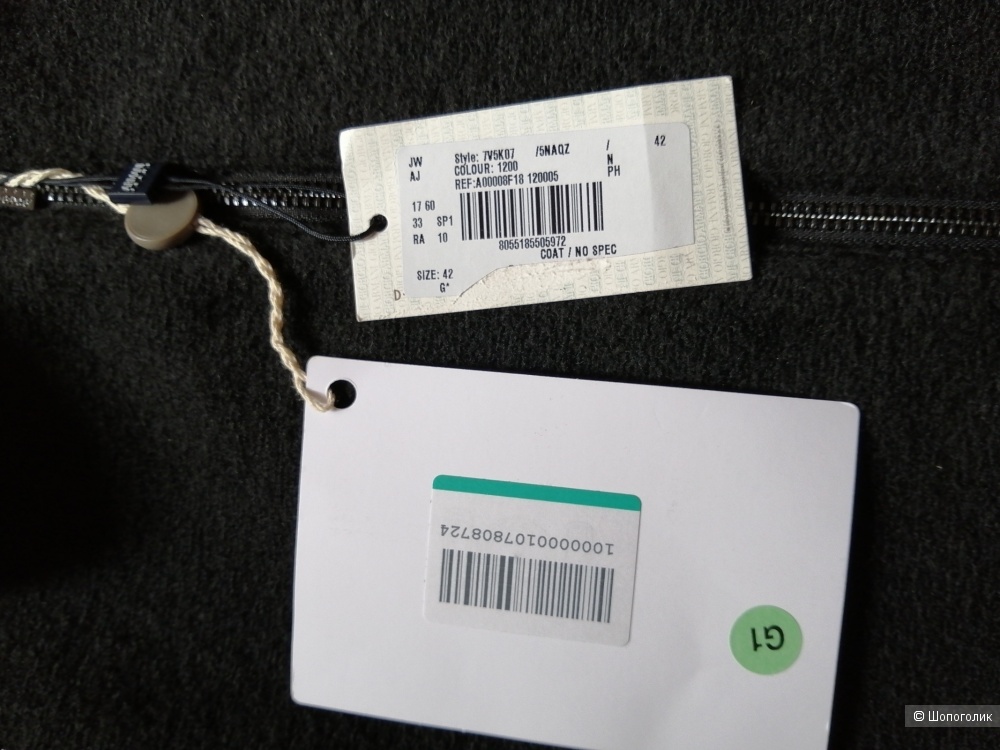 JW Style: 7V5K07 /5NAQZ / 42
AJ COLOUR: 1200 N
REF:A00008F18 120005 PH
17 60
33 SP1
RA 10
8055185505972
COAT / NO SPEC
SIZE: 42
G*
D
1000000107808724
G1
© Шопоголик